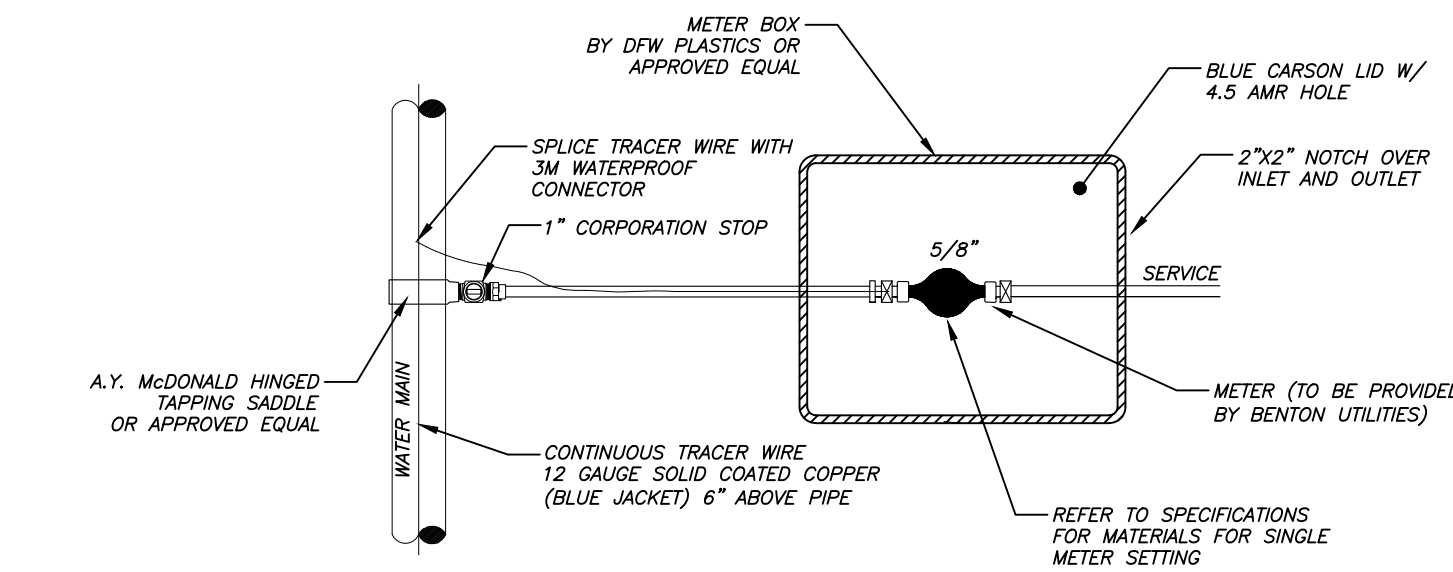 METER BOX
BY DFW PLASTICS OR
APPROVED EQUAL
BLUE CARSON LID W/
4.5 AMR HOLE
SPLICE TRACER WIRE WITH
3M WATERPROOF
CONNECTOR
2"X2" NOTCH OVER
INLET AND OUTLET
1" CORPORATION STOP
5/8"
SERVICE
A.Y. McDONALD HINGED
TAPPING SADDLE
OR APPROVED EQUAL
WATER MAIN
METER (TO BE PROVIDED
BY BENTON UTILITIES)
CONTINUOUS TRACER WIRE
12 GAUGE SOLID COATED COPPER
(BLUE JACKET) 6" ABOVE PIPE
REFER TO SPECIFICATIONS
FOR MATERIALS FOR SINGLE
METER SETTING